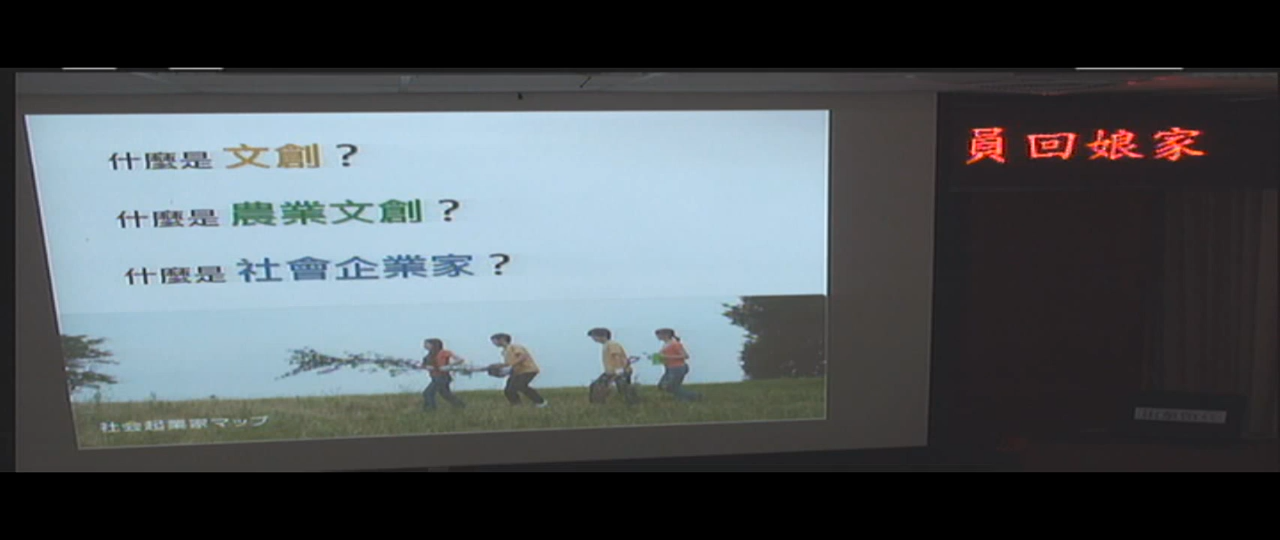 什麼是 文創？
什麼是 農業文創？
什麼是 社會企業家？
社会起業家マップ
員回娘家